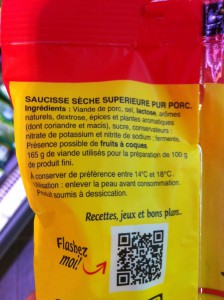 SAUCISSE SÈCHE SUPERIEURE PUR PORC.
Ingrédients : Viande de porc, sel, lactose, arômes
naturels, dextrose, épices et plantes aromatiques
(dont coriandre et macis), sucre, conservateurs :
nitrate de potassium et nitrite de sodium ; ferments.
Présence possible de fruits à coques.
165 g de viande utilisés pour la préparation de 100 g
de produit fini.
À conserver de préférence entre 14°C et 18°C.
Utilisation : enlever la peau avant consommation.
Produit soumis à dessiccation.
Recettes, jeux et bons plans..
Flashez
moi!